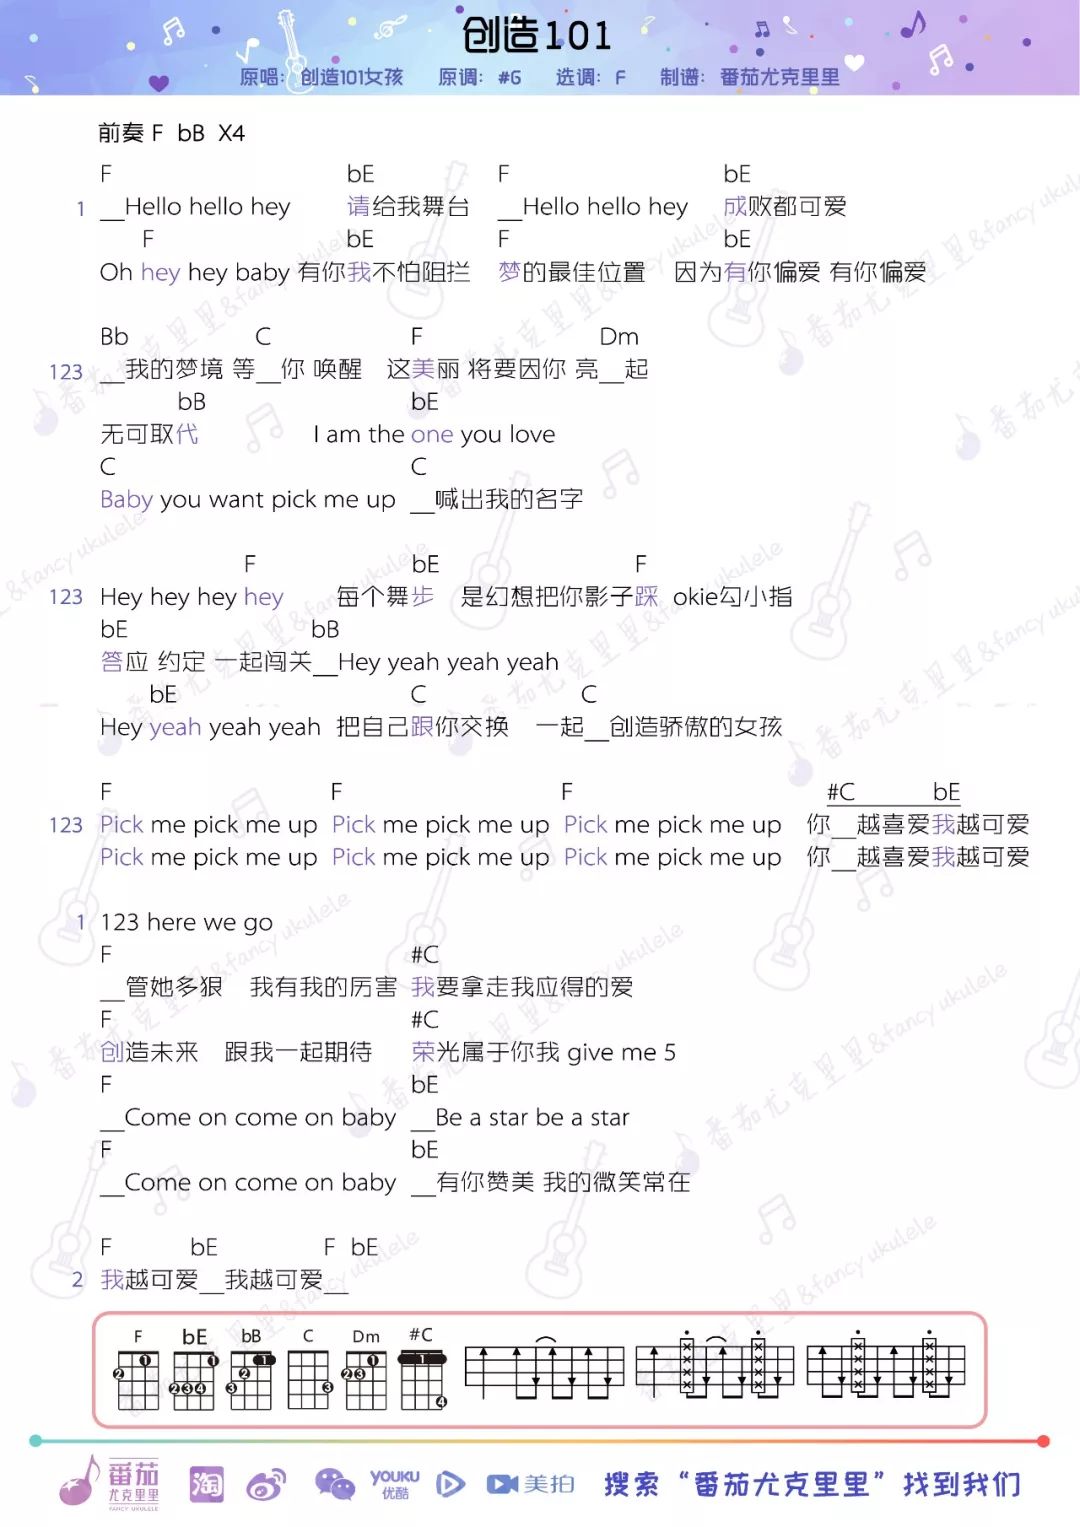 创造101
原唱：创造101女孩 原调：#G 选调：F 制谱：番茄尤克里里
前奏 F bB X4
F bE F bE
1 __Hello hello hey 请给我舞台 __Hello hello hey 成败都可爱
F bE F bE
Oh hey hey baby 有你我不怕阻拦 梦的最佳位置 因为有你偏爱 有你偏爱
Bb C F Dm
123 __我的梦境 等__你 唤醒 这美丽 将要因你 亮__起
bB bE
无可取代 I am the one you love
C C
Baby you want pick me up __喊出我的名字
F bE F
123 Hey hey hey hey 每个舞步 是幻想把你影子踩 okie勾小指
bE bB
答应 约定 一起闯关__Hey yeah yeah yeah
bE C C
Hey yeah yeah yeah 把自己跟你交换 一起__创造骄傲的女孩
F F F #C bE
123 Pick me pick me up Pick me pick me up Pick me pick me up 你__越喜爱我越可爱
Pick me pick me up Pick me pick me up Pick me pick me up 你__越喜爱我越可爱
1 123 here we go
F #C
__管她多狠 我有我的厉害 我要拿走我应得的爱
F #C
创造未来 跟我一起期待 荣光属于你我 give me 5
F bE
__Come on come on baby __Be a star be a star
F bE
__Come on come on baby __有你赞美 我的微笑常在
F bE F bE
2 我越可爱__我越可爱__
F bE bB C Dm #C
番茄 尤克里里 FANCY UKULELE 淘 YOUKU 优酷 美拍 搜索“番茄尤克里里”找到我们